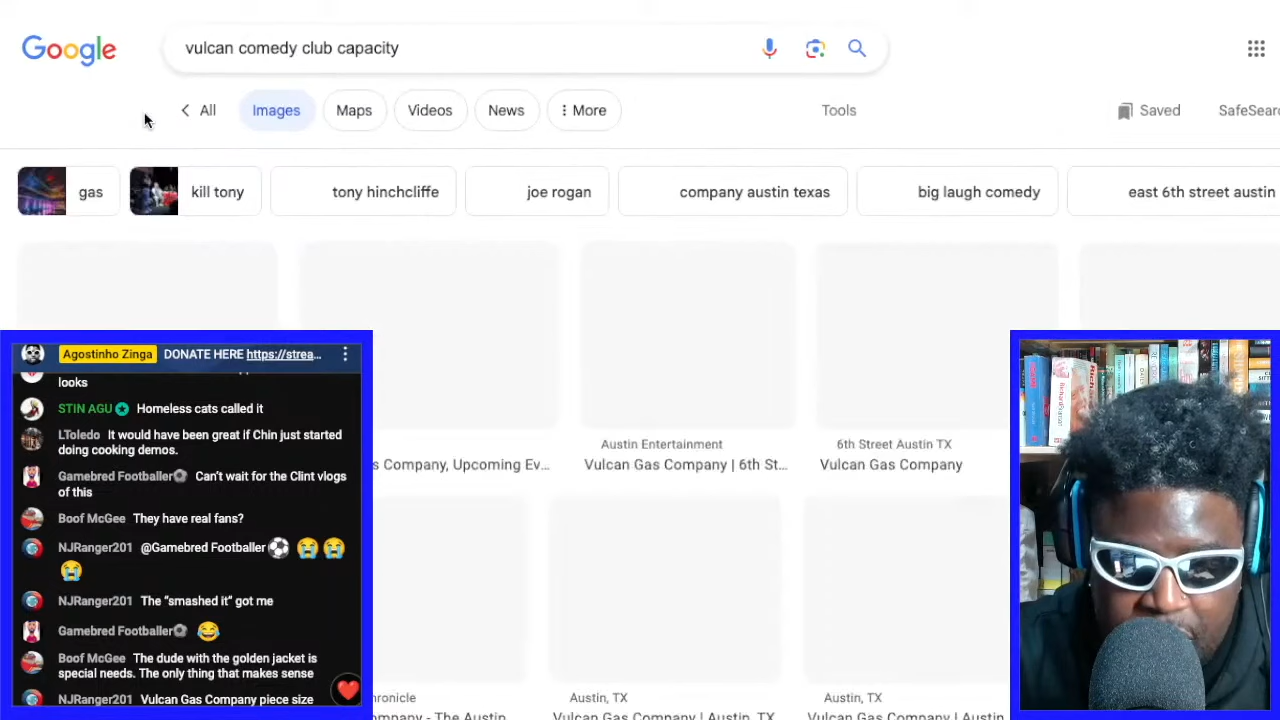 Google
vulcan comedy club capacity
All
Images
Maps
Videos
News
More
Tools
Saved
SafeSearc
gas
kill tony
tony hinchcliffe
joe rogan
company austin texas
big laugh comedy
east 6th street austin
Austin Entertainment
6th Street Austin TX
s Company, Upcoming Ev...
Vulcan Gas Company | 6th St...
Vulcan Gas Company
hronicle
Austin, TX
Austin, TX
mpany - The Austin
Vulcan Gas Company | Austin, TX
Vulcan Gas Company | Austin
Agostinho Zinga DONATE HERE https://strea...
looks
STIN AGU Homeless cats called it
LToledo It would have been great if Chin just started
doing cooking demos.
Gamebred Footballer⚽ Can't wait for the Clint vlogs
of this
Boof McGee They have real fans?
NJRanger201 @Gamebred Footballer⚽ 😭😭
😭
NJRanger201 The “smashed it” got me
Gamebred Footballer⚽ 😂
Boof McGee The dude with the golden jacket is
special needs. The only thing that makes sense
NJRanger201 Vulcan Gas Company piece size